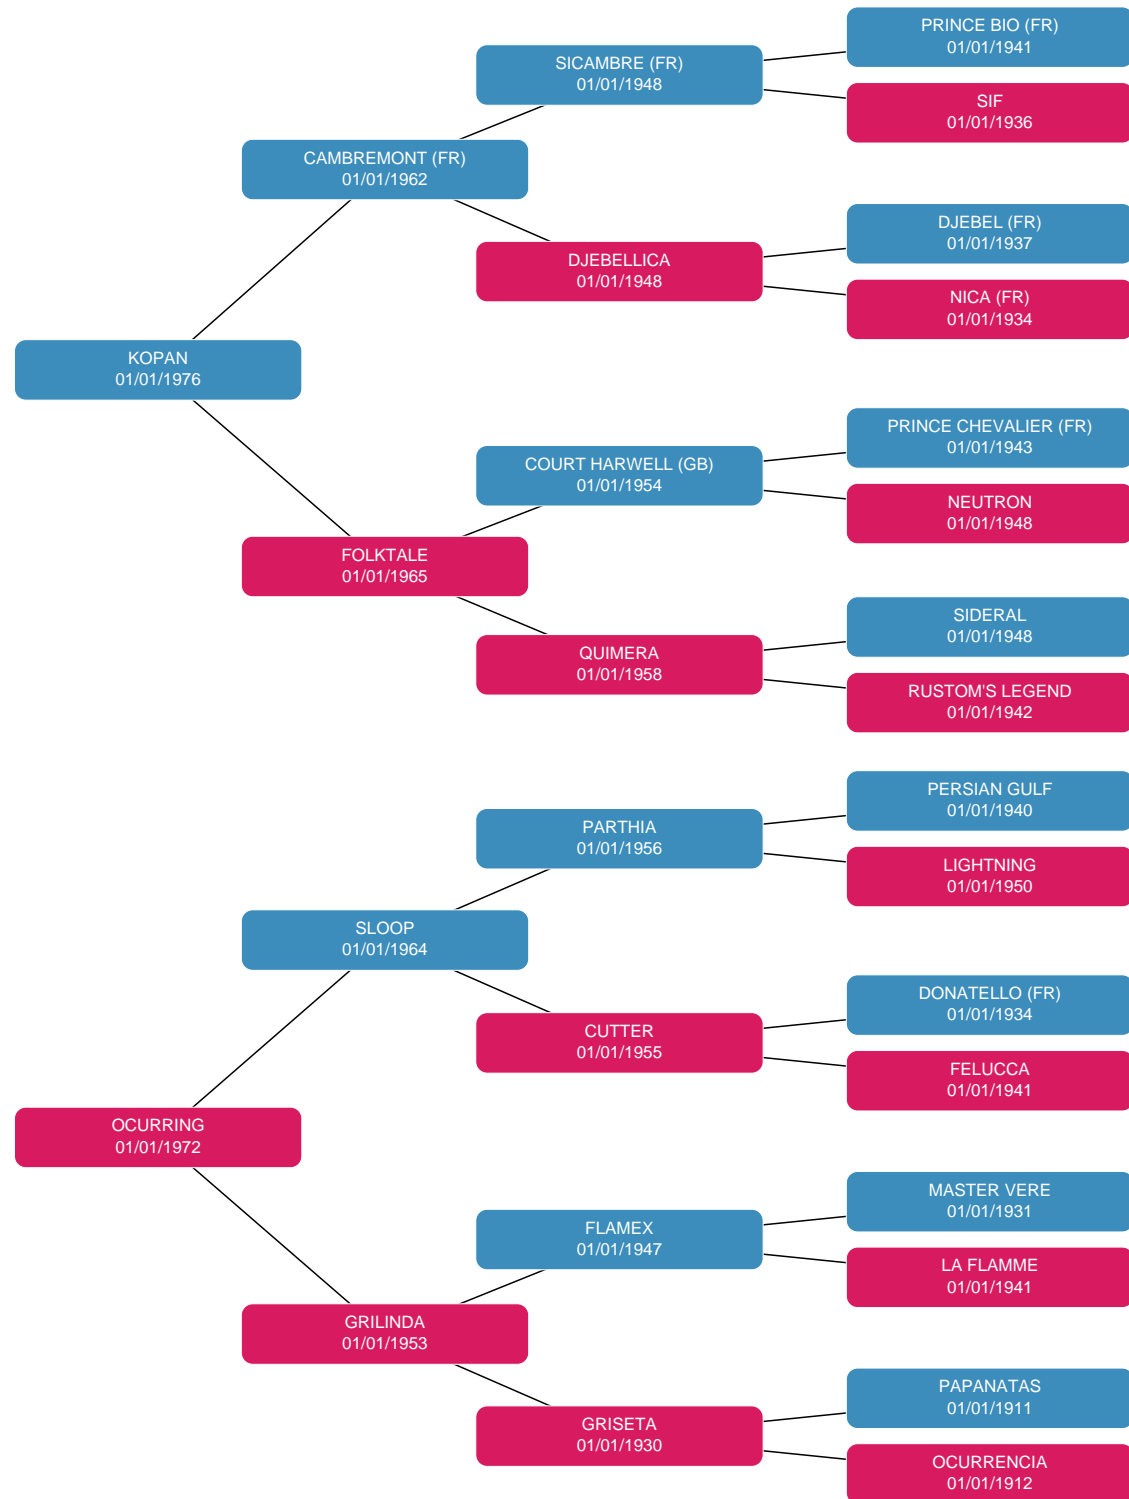 PRINCE BIO (FR)
01/01/1941
SICAMBRE (FR)
01/01/1948
SIF
01/01/1936
CAMBREMONT (FR)
01/01/1962
DJEBEL (FR)
01/01/1937
DJEBELLICA
01/01/1948
NICA (FR)
01/01/1934
KOPAN
01/01/1976
PRINCE CHEVALIER (FR)
01/01/1943
COURT HARWELL (GB)
01/01/1954
NEUTRON
01/01/1948
FOLKTALE
01/01/1965
SIDERAL
01/01/1948
QUIMERA
01/01/1958
RUSTOM'S LEGEND
01/01/1942
PERSIAN GULF
01/01/1940
PARTHIA
01/01/1956
LIGHTNING
01/01/1950
SLOOP
01/01/1964
DONATELLO (FR)
01/01/1934
CUTTER
01/01/1955
FELUCCA
01/01/1941
OCURRING
01/01/1972
MASTER VERE
01/01/1931
FLAMEX
01/01/1947
LA FLAMME
01/01/1941
GRILINDA
01/01/1953
PAPANATAS
01/01/1911
GRISETA
01/01/1930
OCURRENCIA
01/01/1912